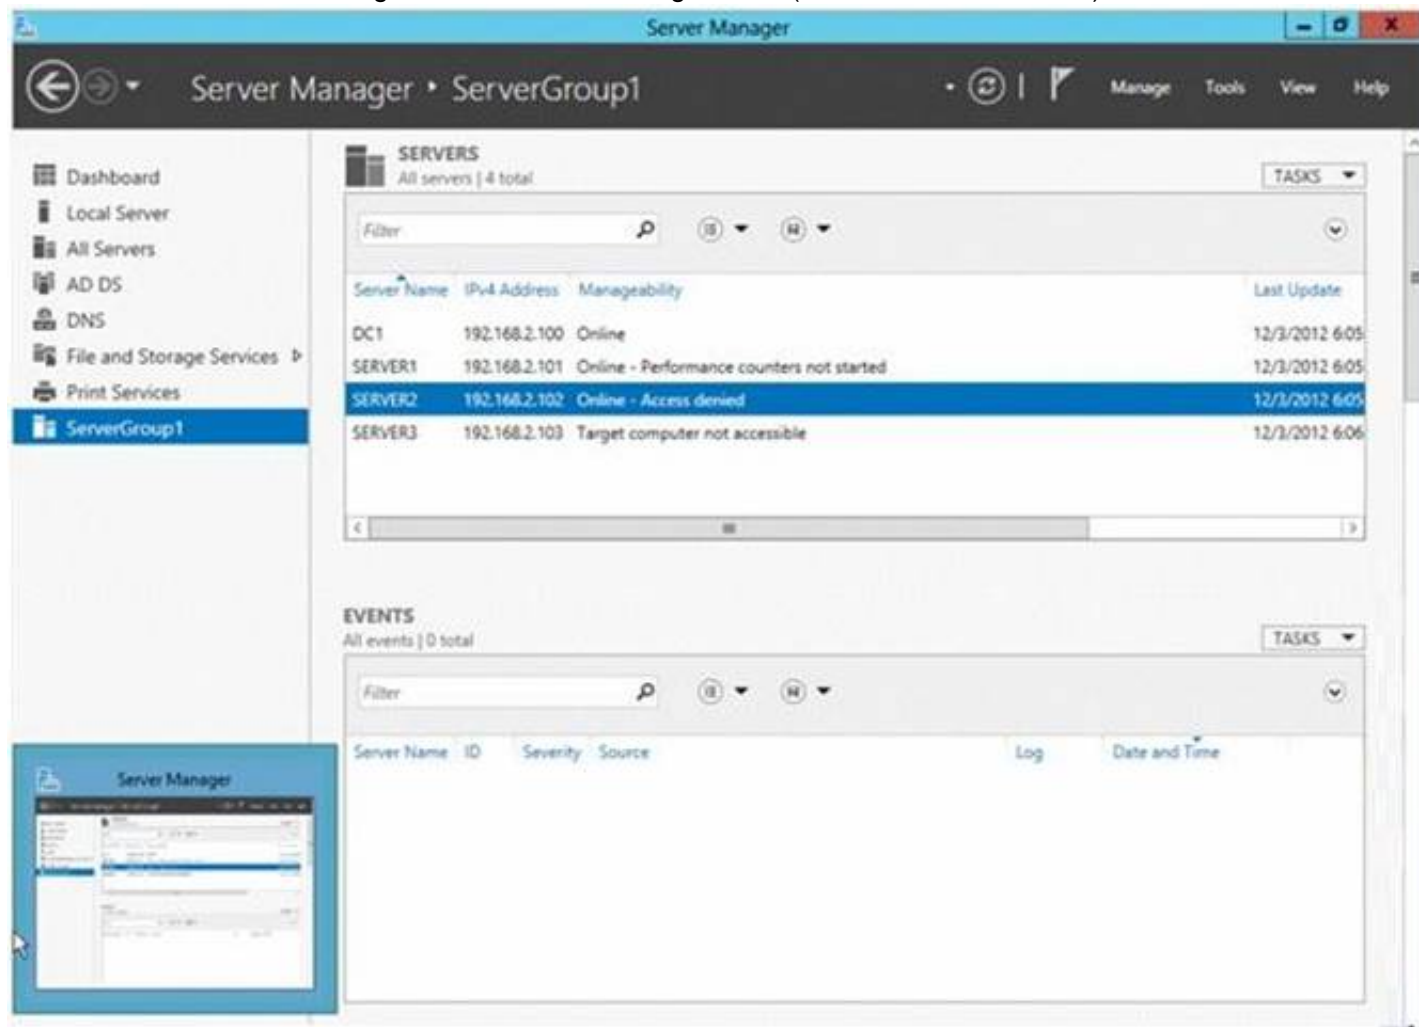 Server Manager
Server Manager ‣ ServerGroup1
Manage Tools View Help
Dashboard
Local Server
All Servers
AD DS
DNS
File and Storage Services
Print Services
ServerGroup1
SERVERS
All servers | 4 total
TASKS
Filter
Server Name IPv4 Address Manageability Last Update
DC1 192.168.2.100 Online 12/3/2012 6:05
SERVER1 192.168.2.101 Online - Performance counters not started 12/3/2012 6:05
SERVER2 192.168.2.102 Online - Access denied 12/3/2012 6:05
SERVER3 192.168.2.103 Target computer not accessible 12/3/2012 6:06
EVENTS
All events | 0 total
TASKS
Filter
Server Name ID Severity Source Log Date and Time
Server Manager